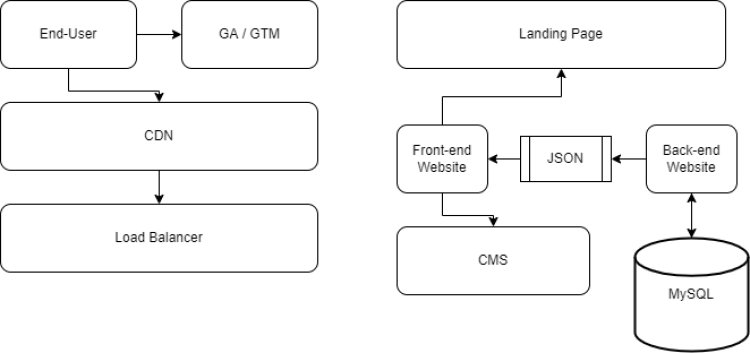 End-User
GA / GTM
CDN
Load Balancer
Landing Page
Front-end
Website
JSON
Back-end
Website
CMS
MySQL